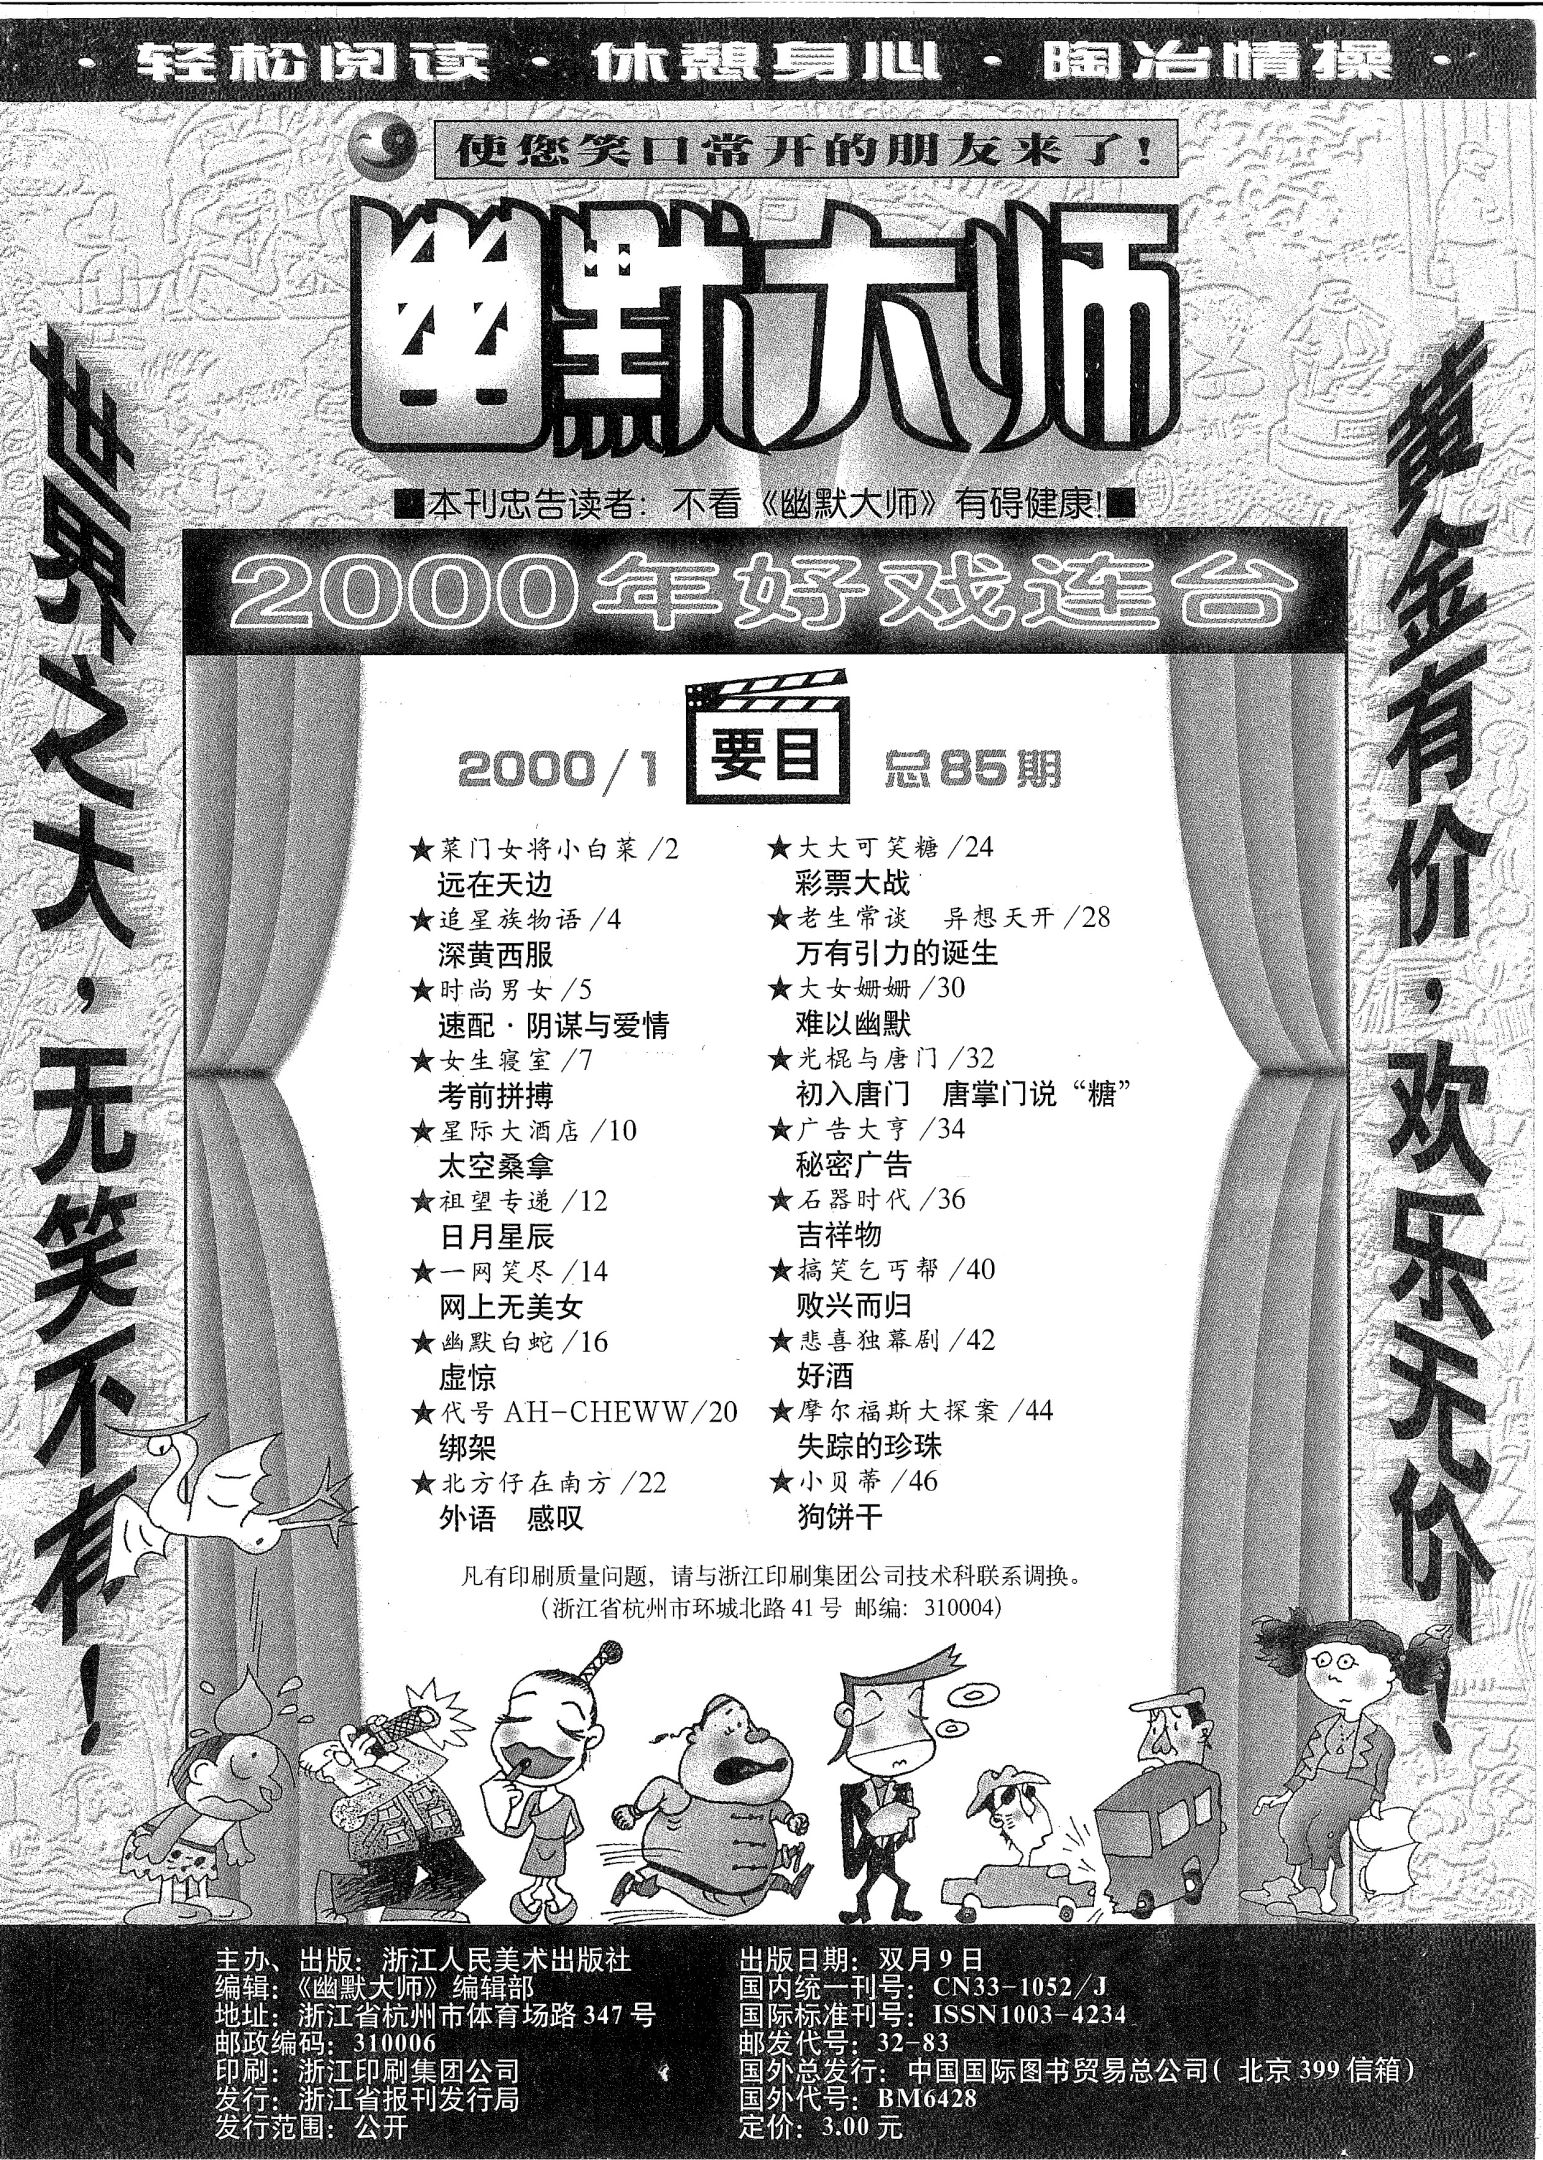 ·轻松阅读·休憩身心·陶冶情操·
使您笑口常开的朋友来了!
幽默大师
■本刊忠告读者：不看《幽默大师》有碍健康!■
世界之大，无笑不有!
黄金有价，欢乐无价!
2000年好戏连台
2000/1 要目 总85期
★菜门女将小白菜/2
远在天边
★追星族物语/4
深黄西服
★时尚男女/5
速配·阴谋与爱情
★女生寝室/7
考前拼搏
★星际大酒店/10
太空桑拿
★祖望专递/12
日月星辰
★一网笑尽/14
网上无美女
★幽默白蛇/16
虚惊
★代号 AH-CHEWW/20
绑架
★北方仔在南方/22
外语 感叹
★大大可笑糖/24
彩票大战
★老生常谈 异想天开/28
万有引力的诞生
★大女姗姗/30
难以幽默
★光棍与唐门/32
初入唐门 唐掌门说“糖”
★广告大亨/34
秘密广告
★石器时代/36
吉祥物
★搞笑乞丐帮/40
败兴而归
★悲喜独幕剧/42
好酒
★摩尔福斯大探案/44
失踪的珍珠
★小贝蒂/46
狗饼干
凡有印刷质量问题，请与浙江印刷集团公司技术科联系调换。
（浙江省杭州市环城北路41号 邮编：310004）
主办、出版：浙江人民美术出版社
编辑：《幽默大师》编辑部
地址：浙江省杭州市体育场路347号
邮政编码：310006
印刷：浙江印刷集团公司
发行：浙江省报刊发行局
发行范围：公开
出版日期：双月9日
国内统一刊号：CN33-1052/J
国际标准刊号：ISSN1003-4234
邮发代号：32-83
国外总发行：中国国际图书贸易总公司（ 北京399信箱）
国外代号：BM6428
定价：3.00元